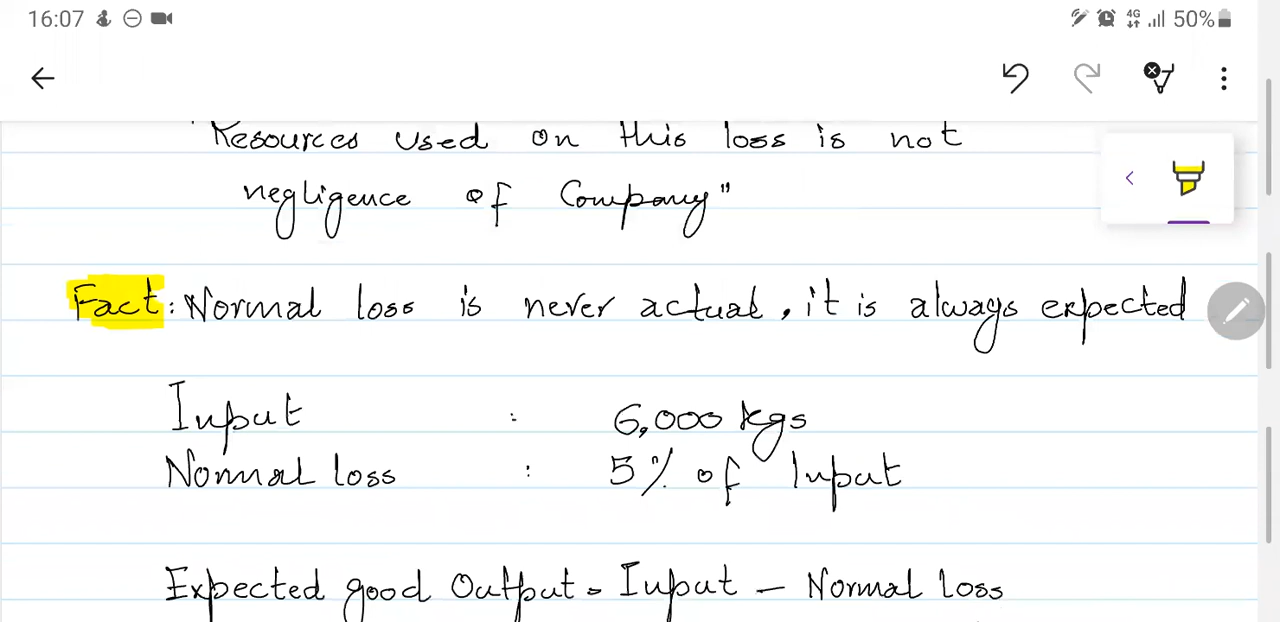 16:07 4G 50%
"Resources used on this loss is not
negligence of Company"
Fact: Normal loss is never actual, it is always expected
Input : 6,000 kgs
Normal loss : 5% of Input
Expected good Output = Input - Normal loss